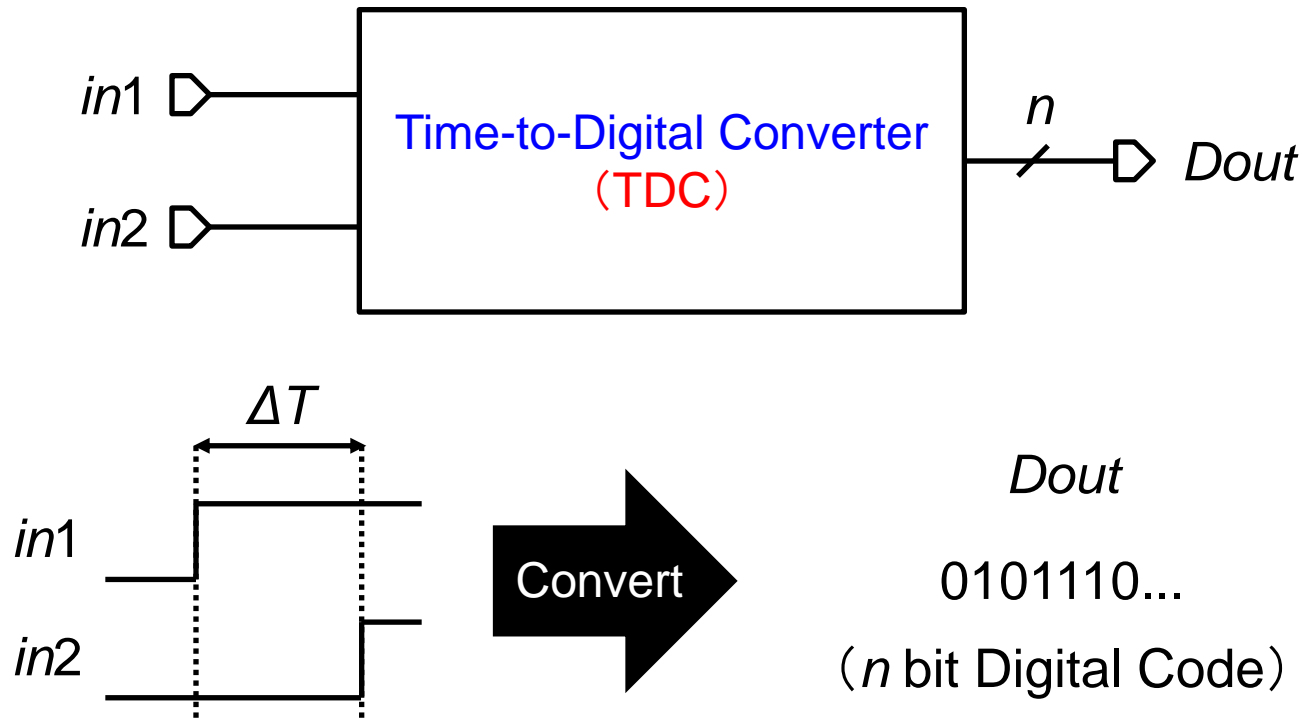 in1
in2
Time-to-Digital Converter
（TDC）
n
Dout
ΔT
in1
in2
Convert
Dout
0101110...
（n bit Digital Code）